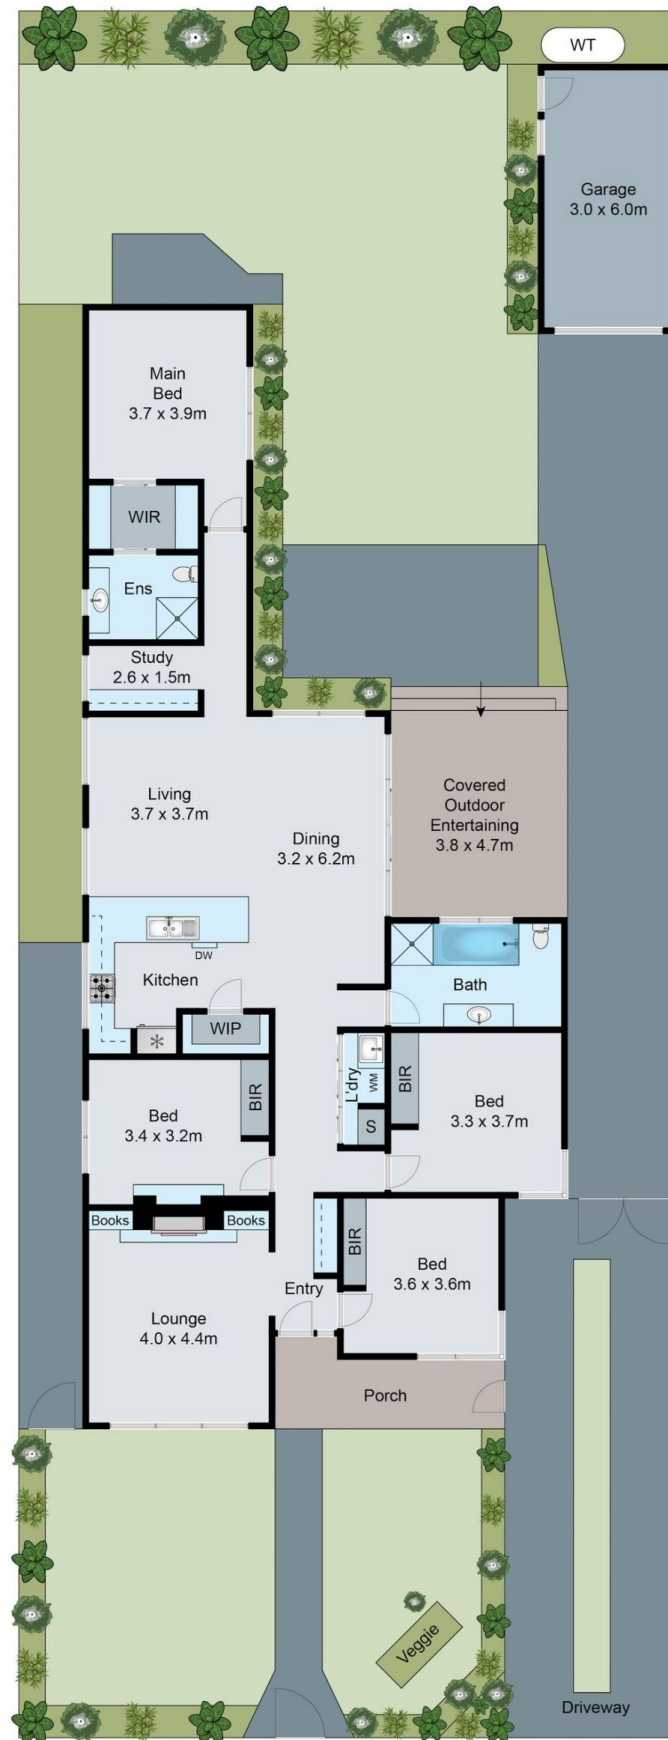 WT
Garage
3.0 x 6.0m
Main
Bed
3.7 x 3.9m
WIR
Ens
Study
2.6 x 1.5m
Living
3.7 x 3.7m
Dining
3.2 x 6.2m
Covered
Outdoor
Entertaining
3.8 x 4.7m
DW
Kitchen
WIP
Bath
L'dry
WM
S
BIR
Bed
3.3 x 3.7m
Bed
3.4 x 3.2m
BIR
Books
Books
Lounge
4.0 x 4.4m
Entry
BIR
Bed
3.6 x 3.6m
Porch
Veggie
Driveway